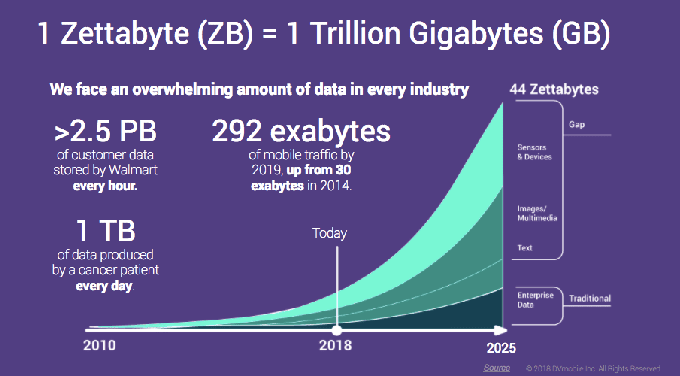 1 Zettabyte (ZB) = 1 Trillion Gigabytes (GB)
We face an overwhelming amount of data in every industry
44 Zettabytes
>2.5 PB
of customer data
stored by Walmart
every hour.
292 exabytes
of mobile traffic by
2019, up from 30
exabytes in 2014.
1 TB
of data produced
by a cancer patient
every day.
Today
Gap
Sensors
& Devices
Images/
Multimedia
Text
Enterprise
Data
Traditional
2010
2018
2025
Source
© 2018 DVmobile Inc. All Rights Reserved